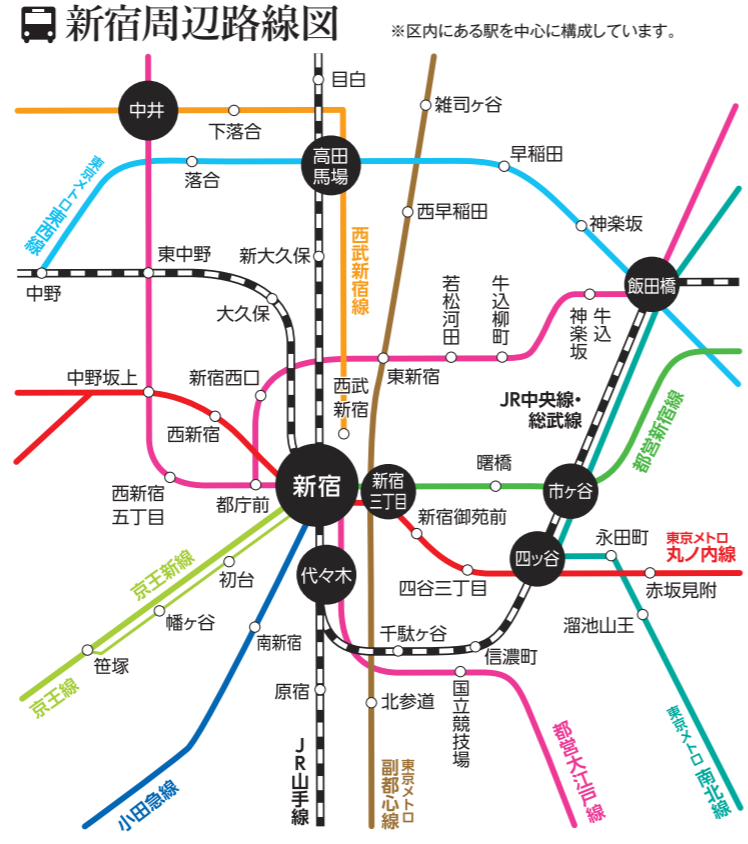 新宿周辺路線図
※区内にある駅を中心に構成しています。
目白
中井
下落合
雑司ヶ谷
高田
馬場
早稲田
東京メトロ東西線
落合
西早稲田
神楽坂
東中野
新大久保
西武新宿線
飯田橋
中野
大久保
若松河田
牛込柳町
牛込
神楽坂
中野坂上
新宿西口
西武
新宿
東新宿
JR中央線・
総武線
都営新宿線
西新宿
西新宿
五丁目
都庁前
新宿
新宿
三丁目
曙橋
市ヶ谷
新宿御苑前
永田町
東京メトロ
丸ノ内線
京王新線
初台
代々木
四ッ谷
四谷三丁目
赤坂見附
幡ヶ谷
南新宿
千駄ヶ谷
信濃町
溜池山王
笹塚
京王線
原宿
北参道
国立競技場
JR山手線
東京メトロ
副都心線
都営大江戸線
東京メトロ 南北線
小田急線